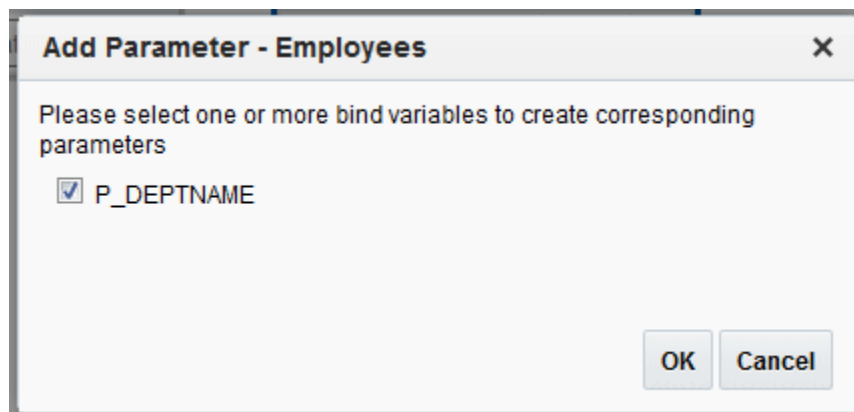 Add Parameter - Employees
Please select one or more bind variables to create corresponding
parameters
P_DEPTNAME
OK Cancel